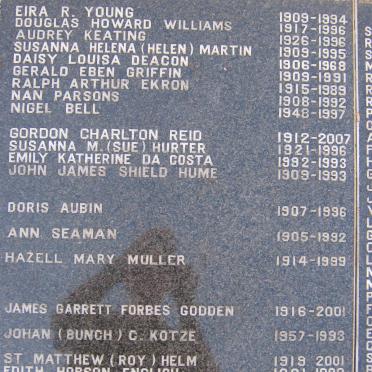 EIRA R. YOUNG 1909-1994
DOUGLAS HOWARD WILLIAMS 1917-1996
AUDREY KEATING 1926-1996
SUSANNA HELENA (HELEN) MARTIN 1909-1995
DAISY LOUISA DEACON 1906-1968
GERALD EBEN GRIFFIN 1909-1991
RALPH ARTHUR EKRON 1915-1989
NAN PARSONS 1908-1992
NIGEL BELL 1948-1997
GORDON CHARLTON REID 1912-2007
SUSANNA M. (SUE) HURTER 1921-1996
EMILY KATHERINE DA COSTA 1992-1993
JOHN JAMES SHIELD HUME 1909-1993
DORIS AUBIN 1907-1996
ANN SEAMAN 1905-1992
HAZELL MARY MULLER 1914-1999
JAMES GARRETT FORBES GODDEN 1916-2001
JOHAN (BUNCH) C. KOTZE 1957-1993
ST MATTHEW (ROY) HELM 1919 2001
EDITH HOBSON ENGLISH